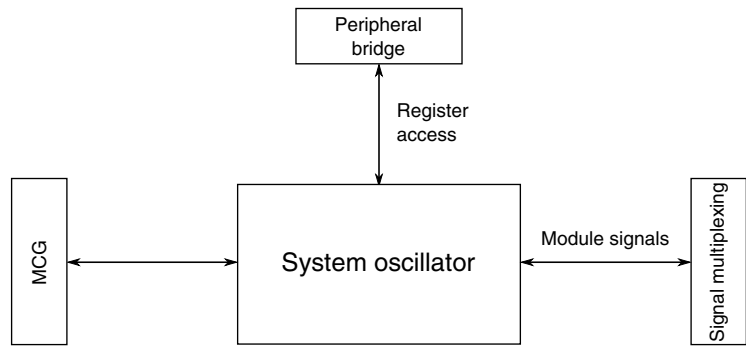 Peripheral
bridge
Register
access
MCG
System oscillator
Module signals
Signal multiplexing